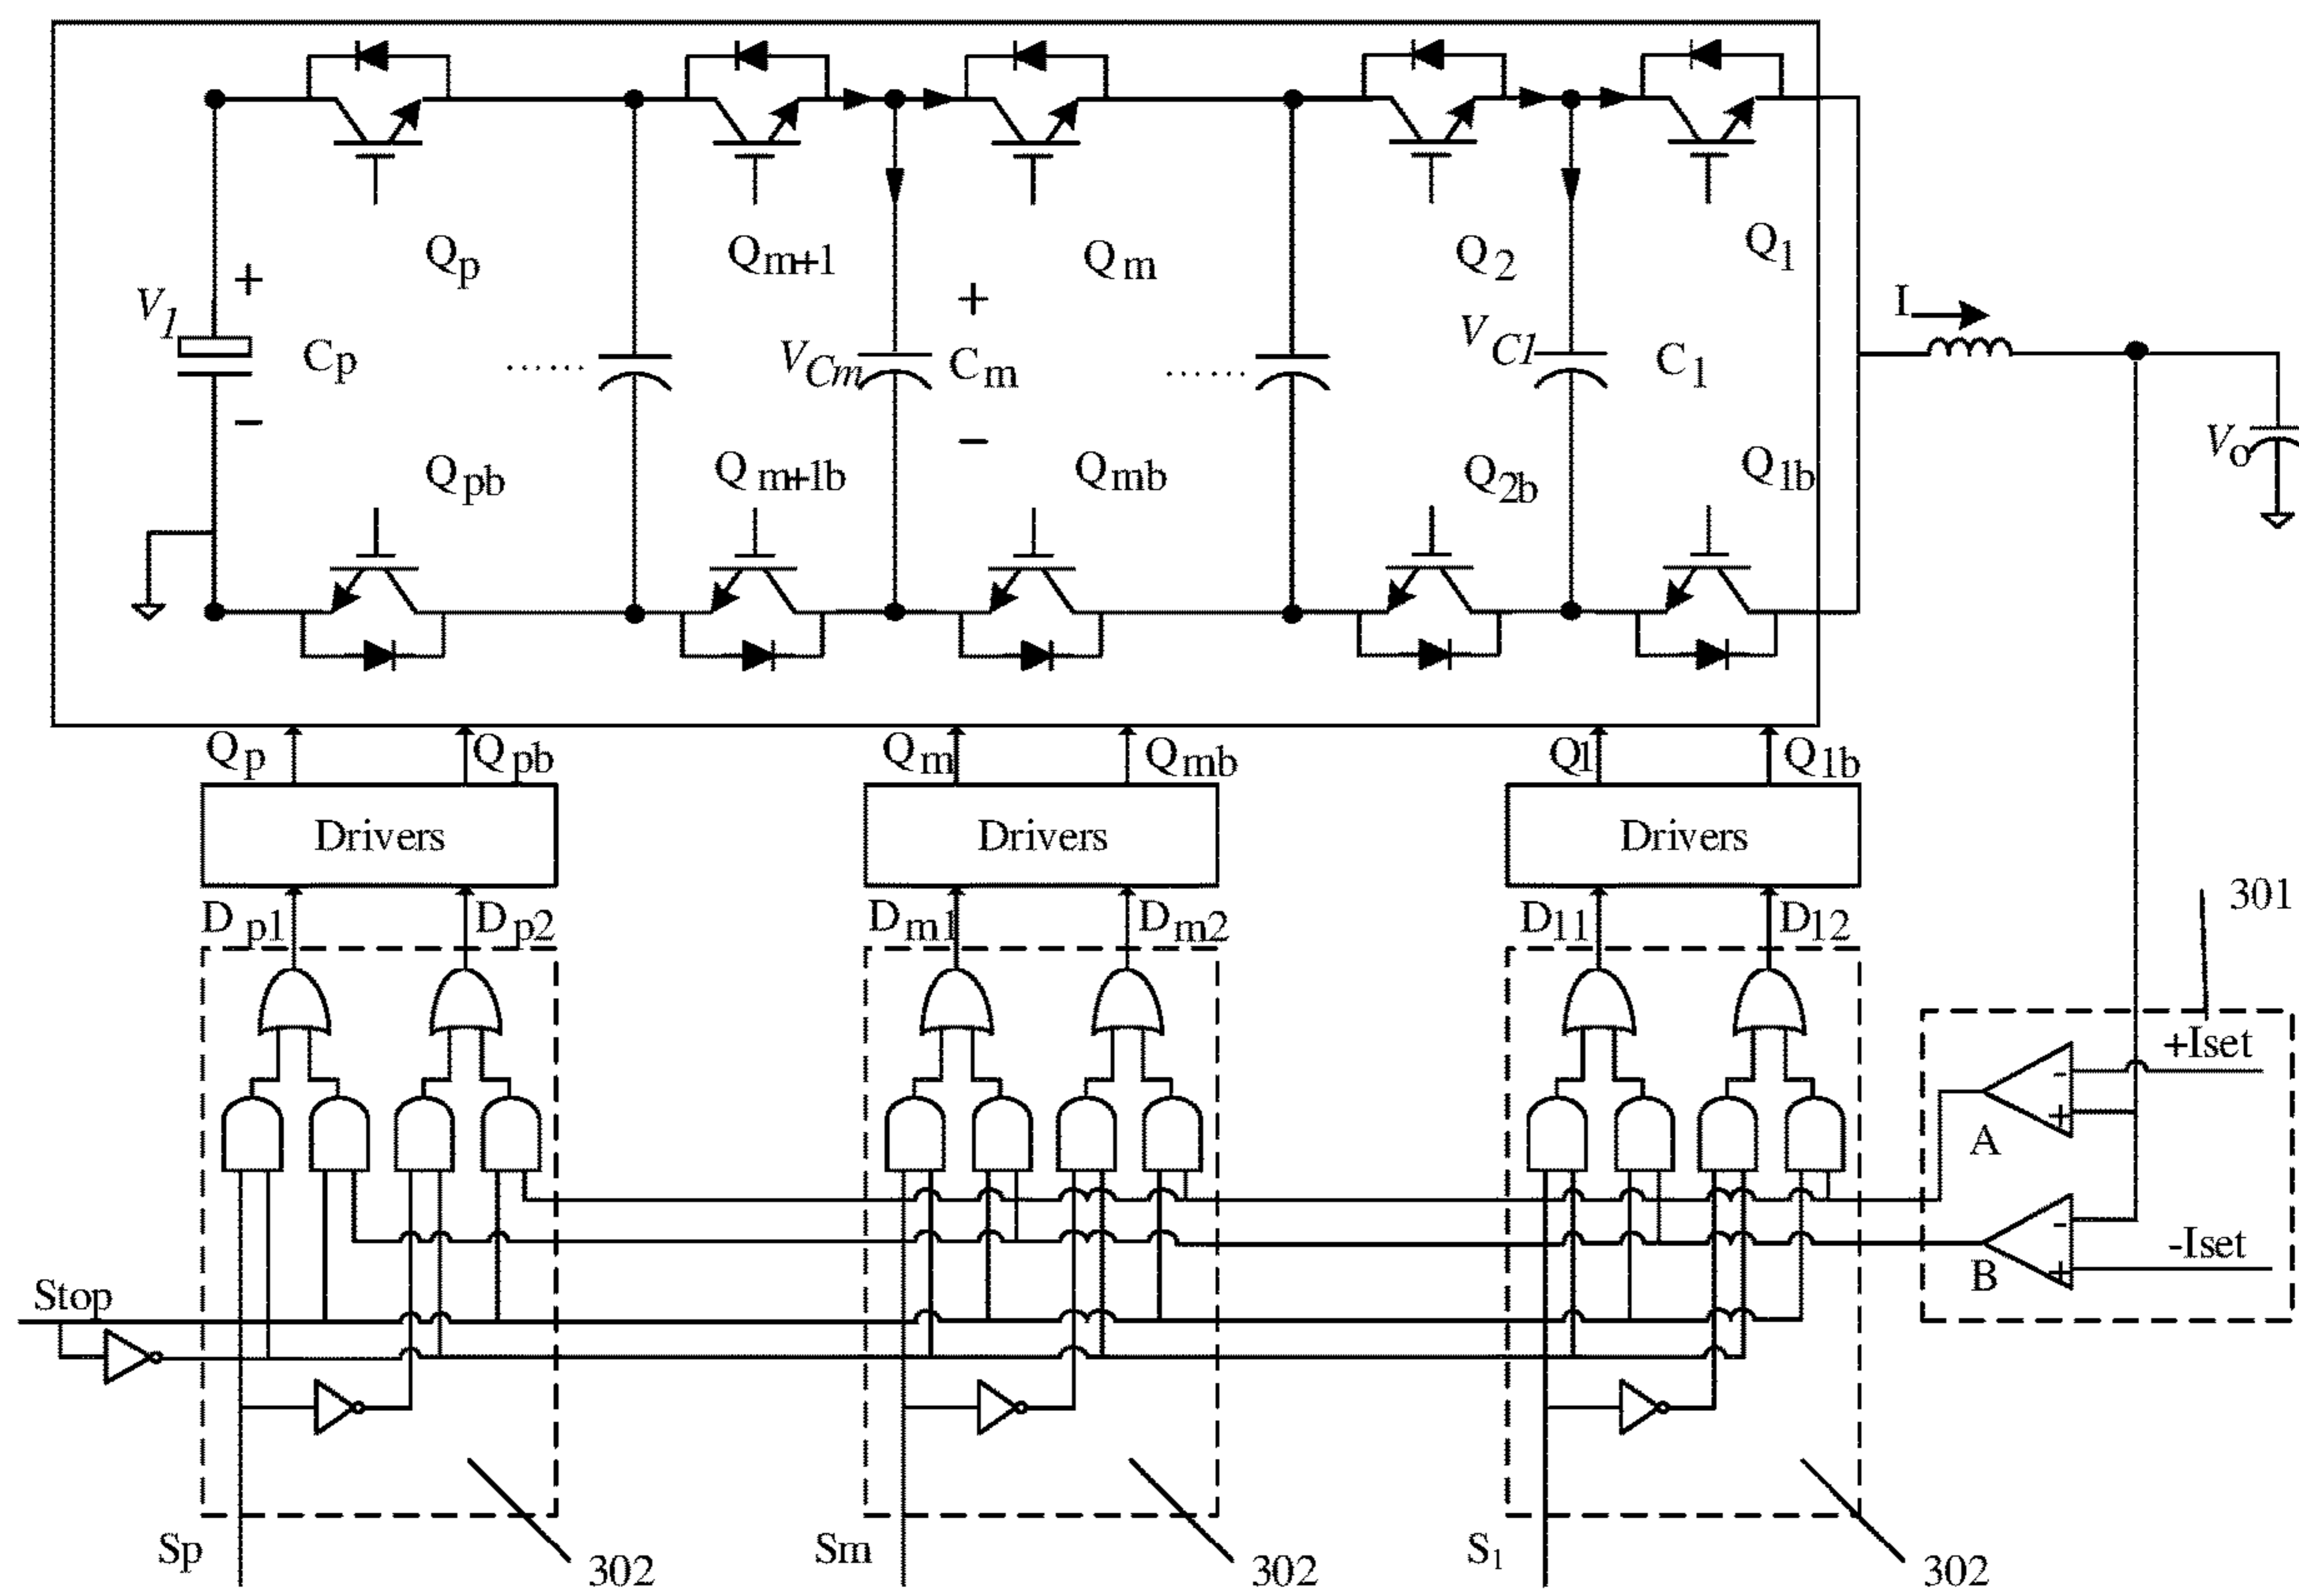 Qp Qm+1 Qm Q2 Q1
+ +
V1 Cp ...... VCm Cm ...... VC1 C1 I
− −
Vo
Qpb Qm+1b Qmb Q2b Q1b
Qp Qpb Qm Qmb Q1 Q1b
Drivers Drivers Drivers
Dp1 Dp2 Dm1 Dm2 D11 D12
301
+Iset
-
+
A
-
-Iset
+
B
Stop
Sp 302 Sm 302 S1 302